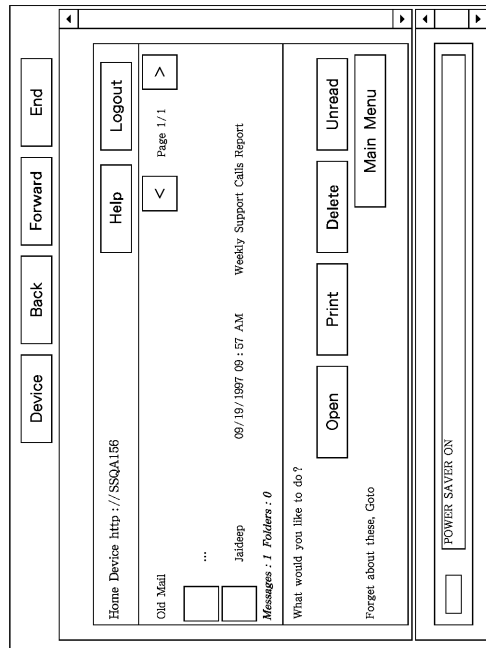 Device Back Forward End
Home Device http : / / SSQA156 Help Logout
Old Mail < Page 1/1 >
...
Jaideep 09/19/1997 09 : 57 AM Weekly Support Calls Report
Messages : 1 Folders : 0
What would you like to do ?
Open Print Delete Unread
Forget about these, Goto Main Menu
POWER SAVER ON